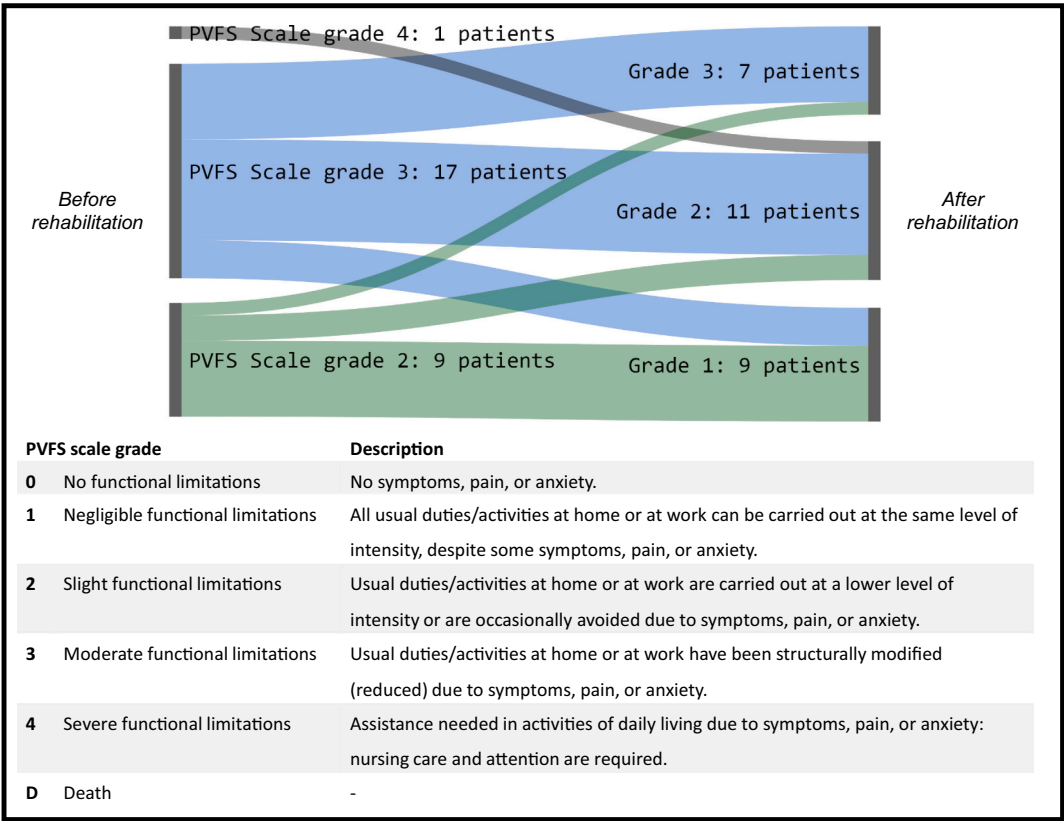 PVFS Scale grade 4: 1 patients
Grade 3: 7 patients
PVFS Scale grade 3: 17 patients
Before
rehabilitation
Grade 2: 11 patients
After
rehabilitation
PVFS Scale grade 2: 9 patients
Grade 1: 9 patients
PVFS scale grade Description
0 No functional limitations No symptoms, pain, or anxiety.
1 Negligible functional limitations All usual duties/activities at home or at work can be carried out at the same level of
intensity, despite some symptoms, pain, or anxiety.
2 Slight functional limitations Usual duties/activities at home or at work are carried out at a lower level of
intensity or are occasionally avoided due to symptoms, pain, or anxiety.
3 Moderate functional limitations Usual duties/activities at home or at work have been structurally modified
(reduced) due to symptoms, pain, or anxiety.
4 Severe functional limitations Assistance needed in activities of daily living due to symptoms, pain, or anxiety:
nursing care and attention are required.
D Death -